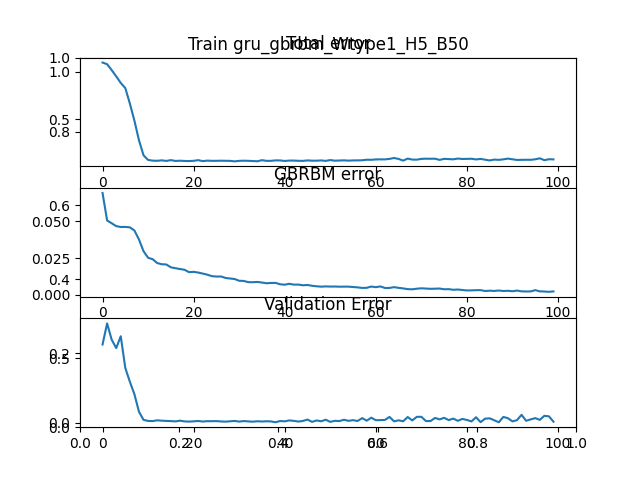 Train gru_gbrbm_Wtype1_H5_B50
Total error
1.0
1.0
0.5
0.8
0 20 40 60 80 100
GBRBM error
0.6
0.050
0.025
0.4
0.000
0 20 40 60 80 100
Validation Error
0.2
0.5
0.0
0.0
0.0 0 0.2 20 0.4 40 0.6 60 80 0.8 100 1.0